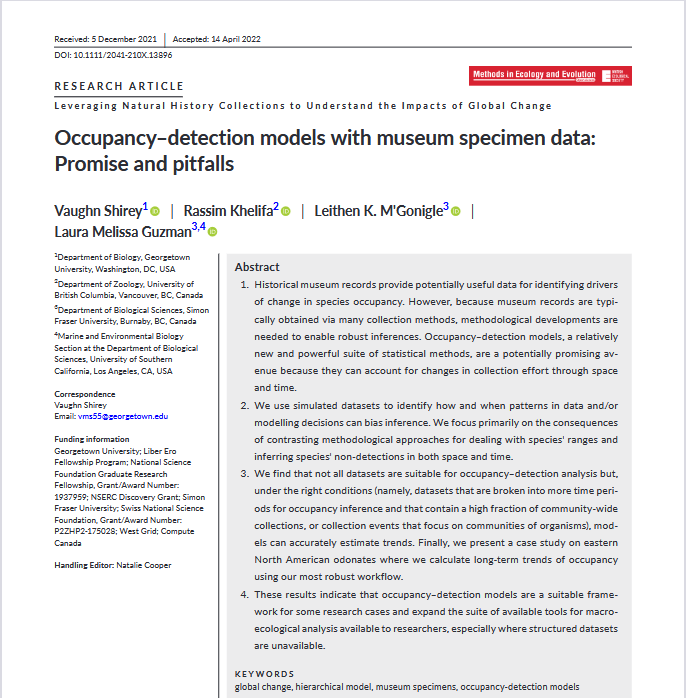 Received: 5 December 2021 | Accepted: 14 April 2022
DOI: 10.1111/2041-210X.13896
Methods in Ecology and Evolution
RESEARCH ARTICLE
Leveraging Natural History Collections to Understand the Impacts of Global Change
Occupancy–detection models with museum specimen data:
Promise and pitfalls
Vaughn Shirey1 | Rassim Khelifa2 | Leithen K. M'Gonigle3 |
Laura Melissa Guzman3,4
1Department of Biology, Georgetown
University, Washington, DC, USA
2Department of Zoology, University of
British Columbia, Vancouver, BC, Canada
3Department of Biological Sciences, Simon
Fraser University, Burnaby, BC, Canada
4Marine and Environmental Biology
Section at the Department of Biological
Sciences, University of Southern
California, Los Angeles, CA, USA
Correspondence
Vaughn Shirey
Email: vms55@georgetown.edu
Funding information
Georgetown University; Liber Ero
Fellowship Program; National Science
Foundation Graduate Research
Fellowship, Grant/Award Number:
1937959; NSERC Discovery Grant; Simon
Fraser University; Swiss National Science
Foundation, Grant/Award Number:
P2ZHP2-175028; West Grid; Compute
Canada
Handling Editor: Natalie Cooper
Abstract
1. Historical museum records provide potentially useful data for identifying drivers
of change in species occupancy. However, because museum records are typi-
cally obtained via many collection methods, methodological developments are
needed to enable robust inferences. Occupancy–detection models, a relatively
new and powerful suite of statistical methods, are a potentially promising av-
enue because they can account for changes in collection effort through space
and time.
2. We use simulated datasets to identify how and when patterns in data and/or
modelling decisions can bias inference. We focus primarily on the consequences
of contrasting methodological approaches for dealing with species' ranges and
inferring species' non-detections in both space and time.
3. We find that not all datasets are suitable for occupancy–detection analysis but,
under the right conditions (namely, datasets that are broken into more time peri-
ods for occupancy inference and that contain a high fraction of community-wide
collections, or collection events that focus on communities of organisms), mod-
els can accurately estimate trends. Finally, we present a case study on eastern
North American odonates where we calculate long-term trends of occupancy
using our most robust workflow.
4. These results indicate that occupancy–detection models are a suitable frame-
work for some research cases and expand the suite of available tools for macro-
ecological analysis available to researchers, especially where structured datasets
are unavailable.
KEYWORDS
global change, hierarchical model, museum specimens, occupancy-detection models